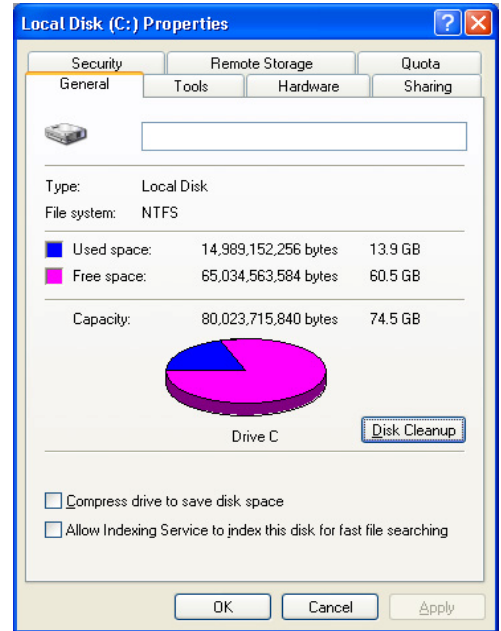 Local Disk (C:) Properties
Security Remote Storage Quota
General Tools Hardware Sharing
Type: Local Disk
File system: NTFS
Used space: 14,989,152,256 bytes 13.9 GB
Free space: 65,034,563,584 bytes 60.5 GB
Capacity: 80,023,715,840 bytes 74.5 GB
Drive C
Disk Cleanup
Compress drive to save disk space
Allow Indexing Service to index this disk for fast file searching
OK Cancel Apply